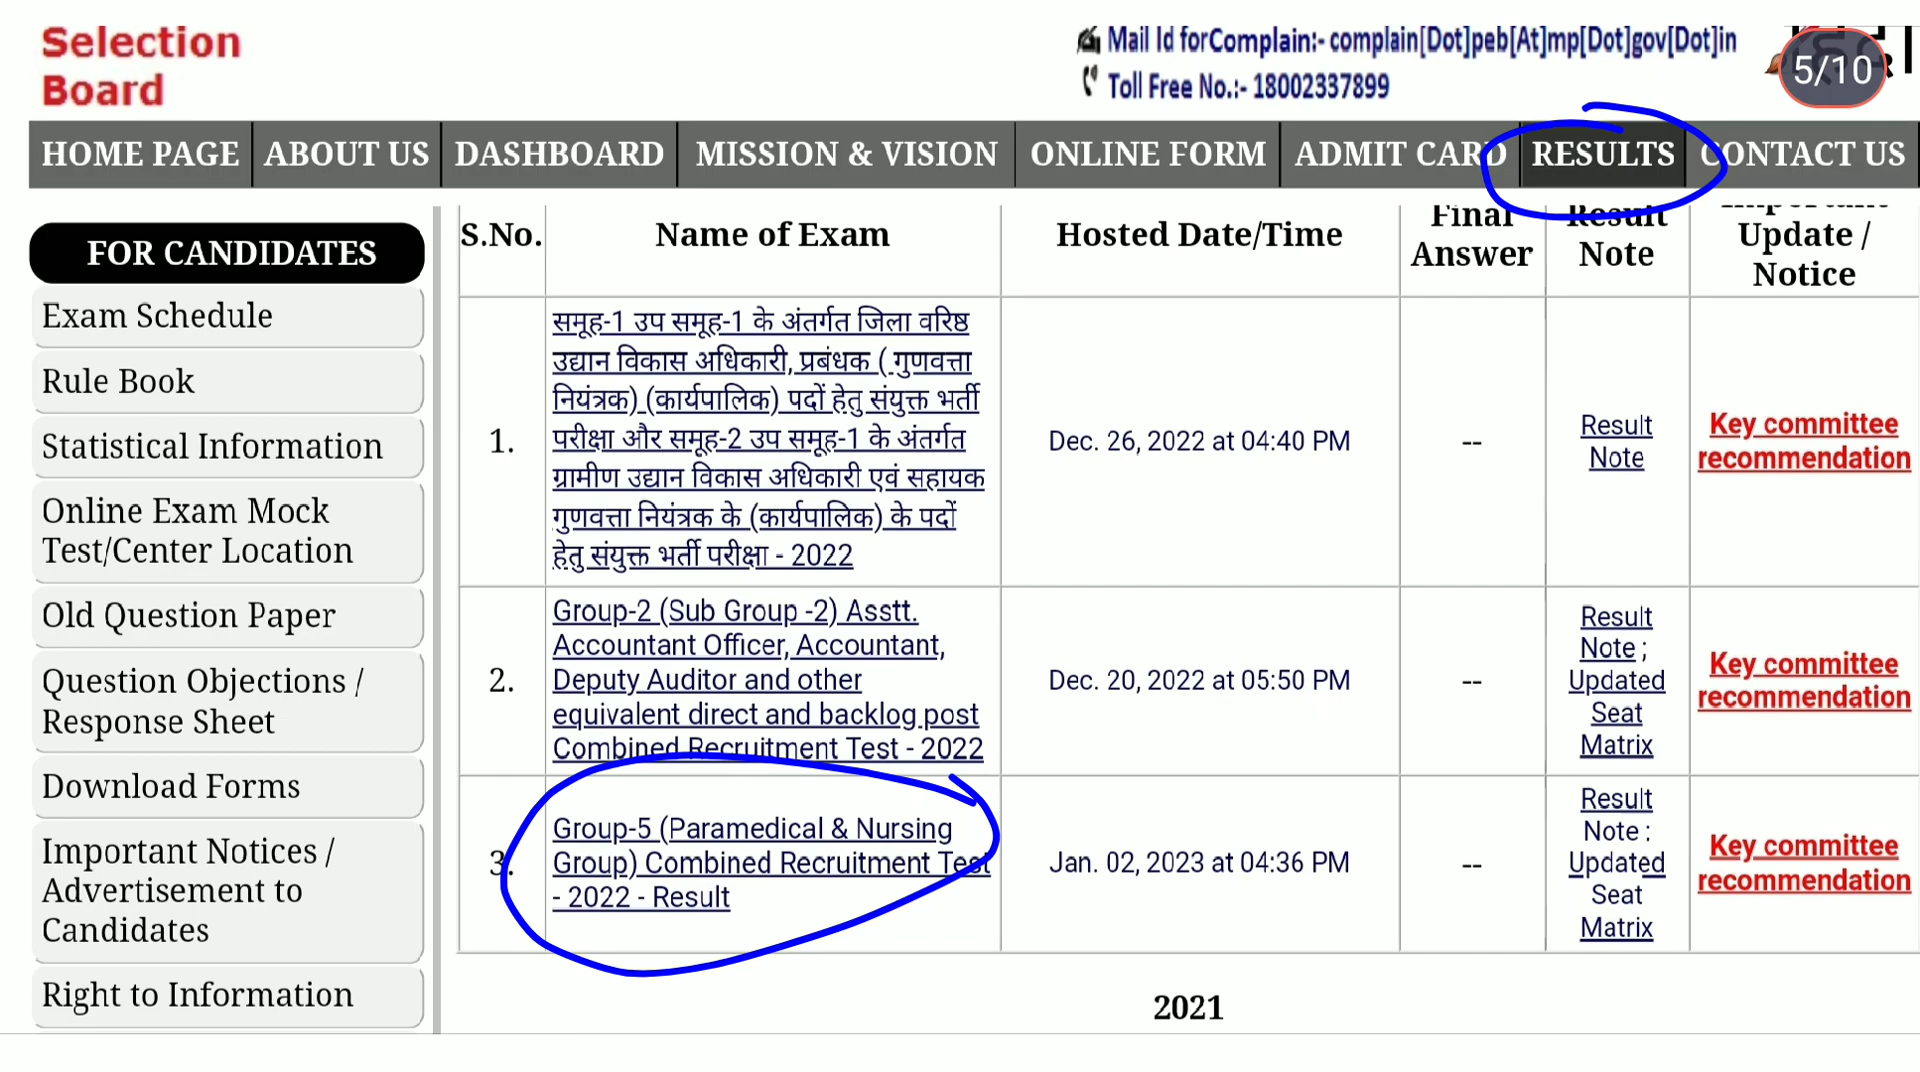 Selection
Board
Mail Id forComplain:- complain[Dot]peb[At]mp[Dot]gov[Dot]in
Toll Free No.:- 18002337899
5/10
HOME PAGE
ABOUT US
DASHBOARD
MISSION & VISION
ONLINE FORM
ADMIT CARD
RESULTS
CONTACT US
FOR CANDIDATES
Exam Schedule
Rule Book
Statistical Information
Online Exam Mock
Test/Center Location
Old Question Paper
Question Objections /
Response Sheet
Download Forms
Important Notices /
Advertisement to
Candidates
Right to Information
S.No.
Name of Exam
Hosted Date/Time
Final
Answer
Result
Note
Important
Update /
Notice
1.
समूह-1 उप समूह-1 के अंतर्गत जिला वरिष्ठ
उद्यान विकास अधिकारी, प्रबंधक ( गुणवत्ता
नियंत्रक) (कार्यपालिक) पदों हेतु संयुक्त भर्ती
परीक्षा और समूह-2 उप समूह-1 के अंतर्गत
ग्रामीण उद्यान विकास अधिकारी एवं सहायक
गुणवत्ता नियंत्रक के (कार्यपालिक) के पदों
हेतु संयुक्त भर्ती परीक्षा - 2022
Dec. 26, 2022 at 04:40 PM
--
Result
Note
Key committee
recommendation
2.
Group-2 (Sub Group -2) Asstt.
Accountant Officer, Accountant,
Deputy Auditor and other
equivalent direct and backlog post
Combined Recruitment Test - 2022
Dec. 20, 2022 at 05:50 PM
--
Result
Note ;
Updated
Seat
Matrix
Key committee
recommendation
3.
Group-5 (Paramedical & Nursing
Group) Combined Recruitment Test
- 2022 - Result
Jan. 02, 2023 at 04:36 PM
--
Result
Note :
Updated
Seat
Matrix
Key committee
recommendation
2021